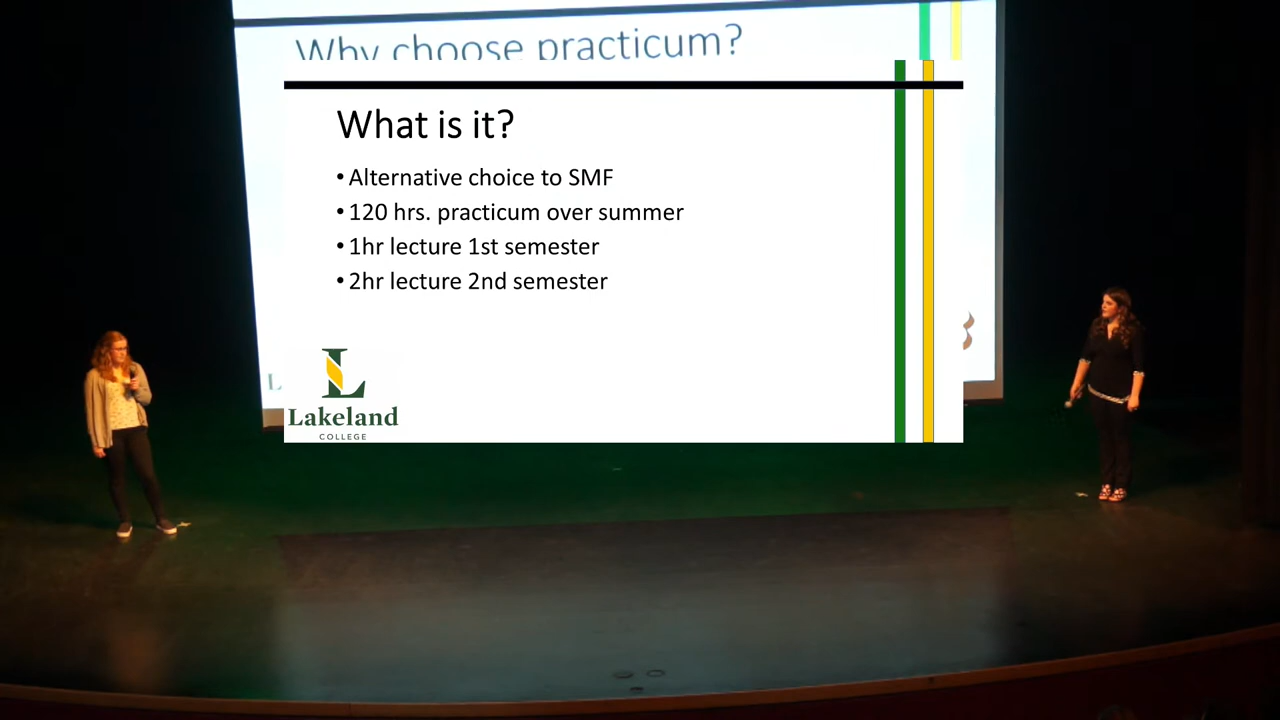 Why choose practicum?
What is it?
• Alternative choice to SMF
• 120 hrs. practicum over summer
• 1hr lecture 1st semester
• 2hr lecture 2nd semester
L
Lakeland
COLLEGE